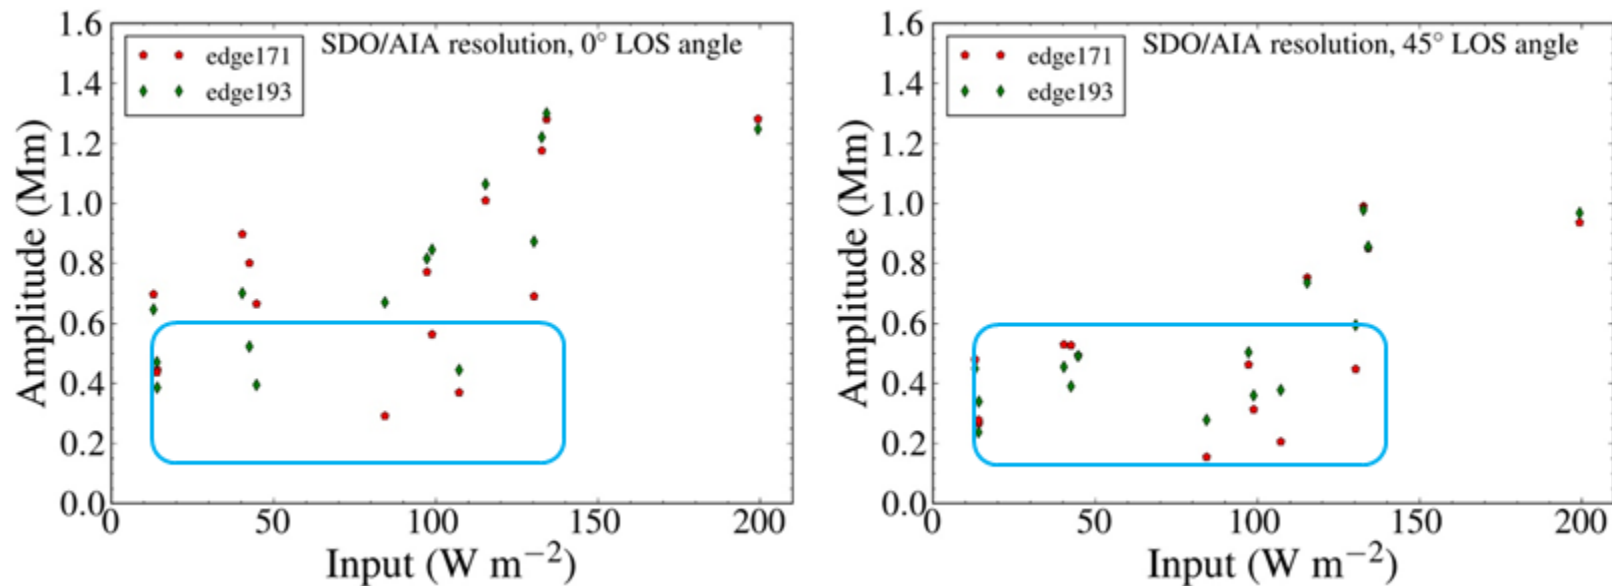 SDO/AIA resolution, 0° LOS angle
edge171
edge193
1.6
1.4
1.2
1.0
0.8
0.6
0.4
0.2
0.0
Amplitude (Mm)
0 50 100 150 200
Input (W m−2)
SDO/AIA resolution, 45° LOS angle
edge171
edge193
1.6
1.4
1.2
1.0
0.8
0.6
0.4
0.2
0.0
Amplitude (Mm)
0 50 100 150 200
Input (W m−2)